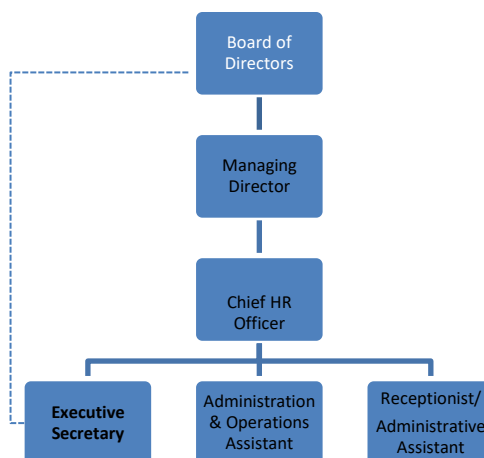 Board of
Directors
Managing
Director
Chief HR
Officer
Executive
Secretary
Administration
& Operations
Assistant
Receptionist/
Administrative
Assistant